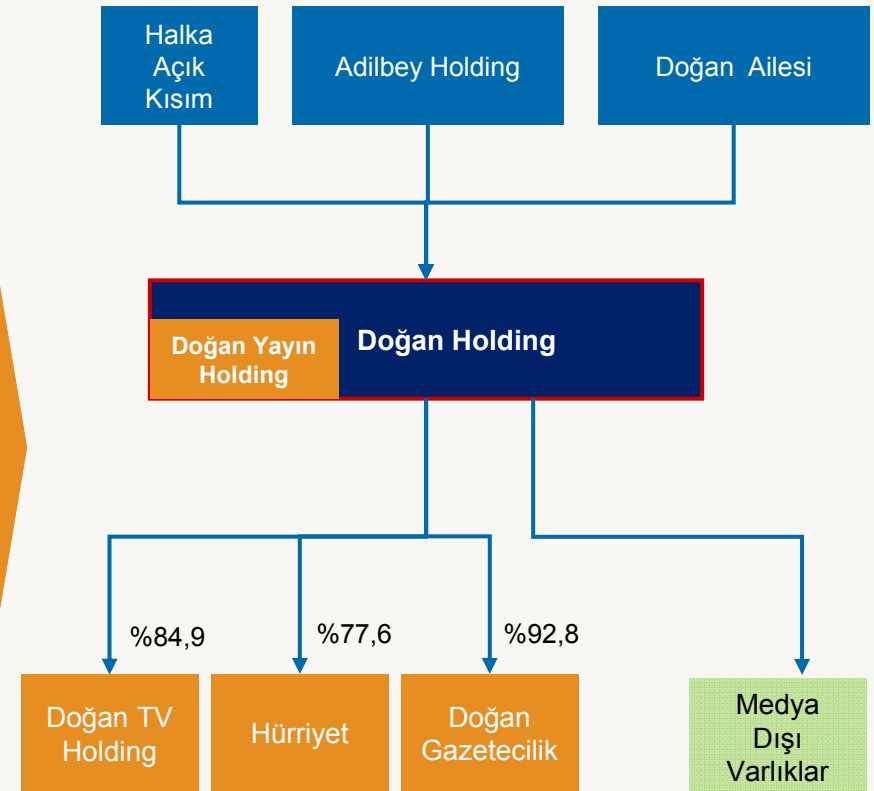 Halka
Açık
Kısım
Adilbey Holding
Doğan Ailesi
Doğan Yayın
Holding
Doğan Holding
%84,9
%77,6
%92,8
Doğan TV
Holding
Hürriyet
Doğan
Gazetecilik
Medya
Dışı
Varlıklar